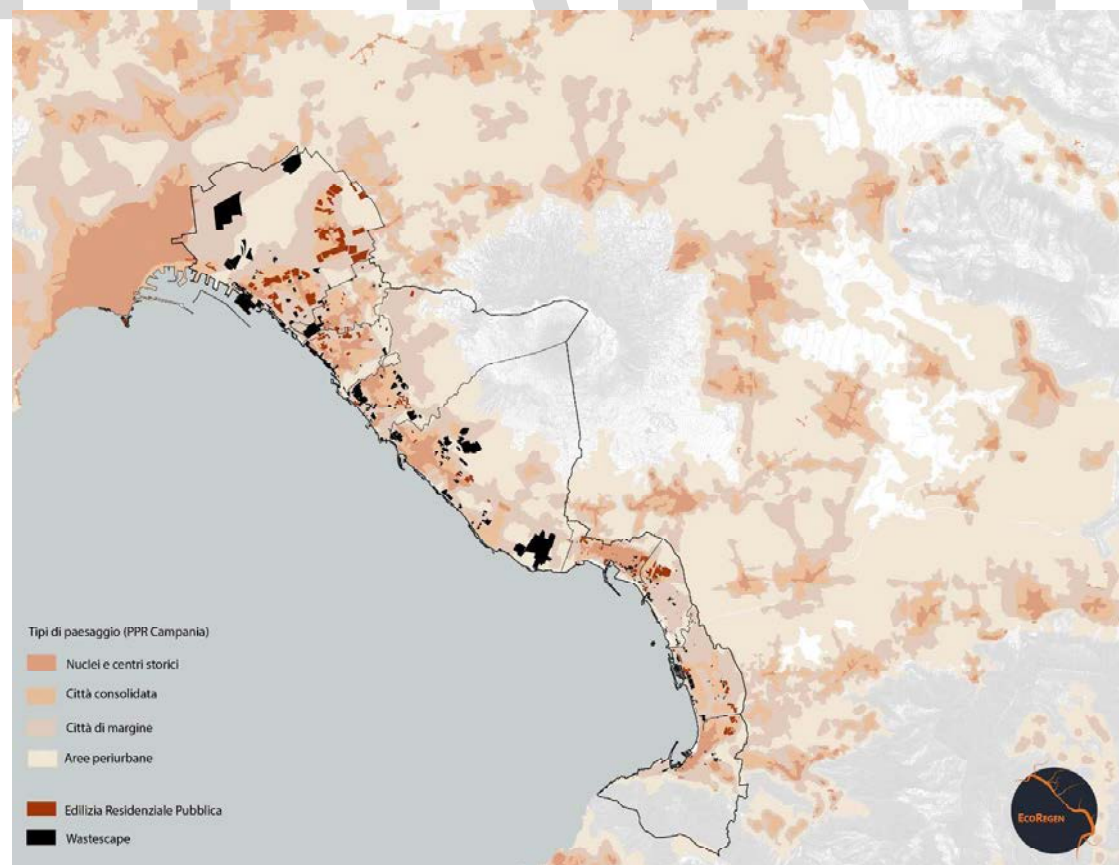 Tipi di paesaggio (PPR Campania)
Nuclei e centri storici
Città consolidata
Città di margine
Aree periurbane
Edilizia Residenziale Pubblica
Wastescape
EcoRegen